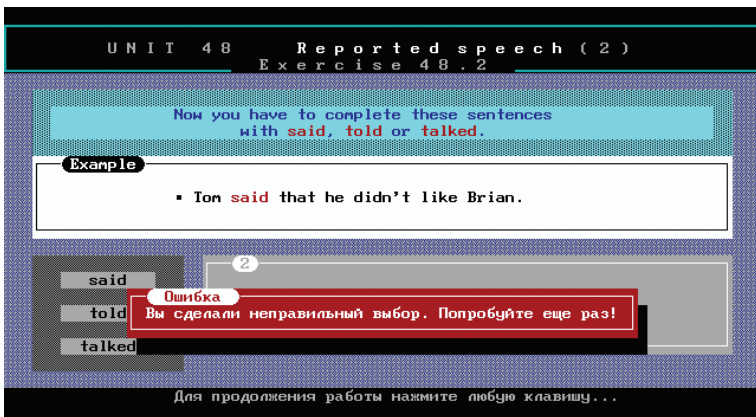 UNIT 48 Reported speech (2)
Exercise 48.2
Now you have to complete these sentences
with said, told or talked.
Example
▪ Tom said that he didn't like Brian.
2
said
Ошибка
told
Вы сделали неправильный выбор. Попробуйте еще раз!
talked
Для продолжения работы нажмите любую клавишу...